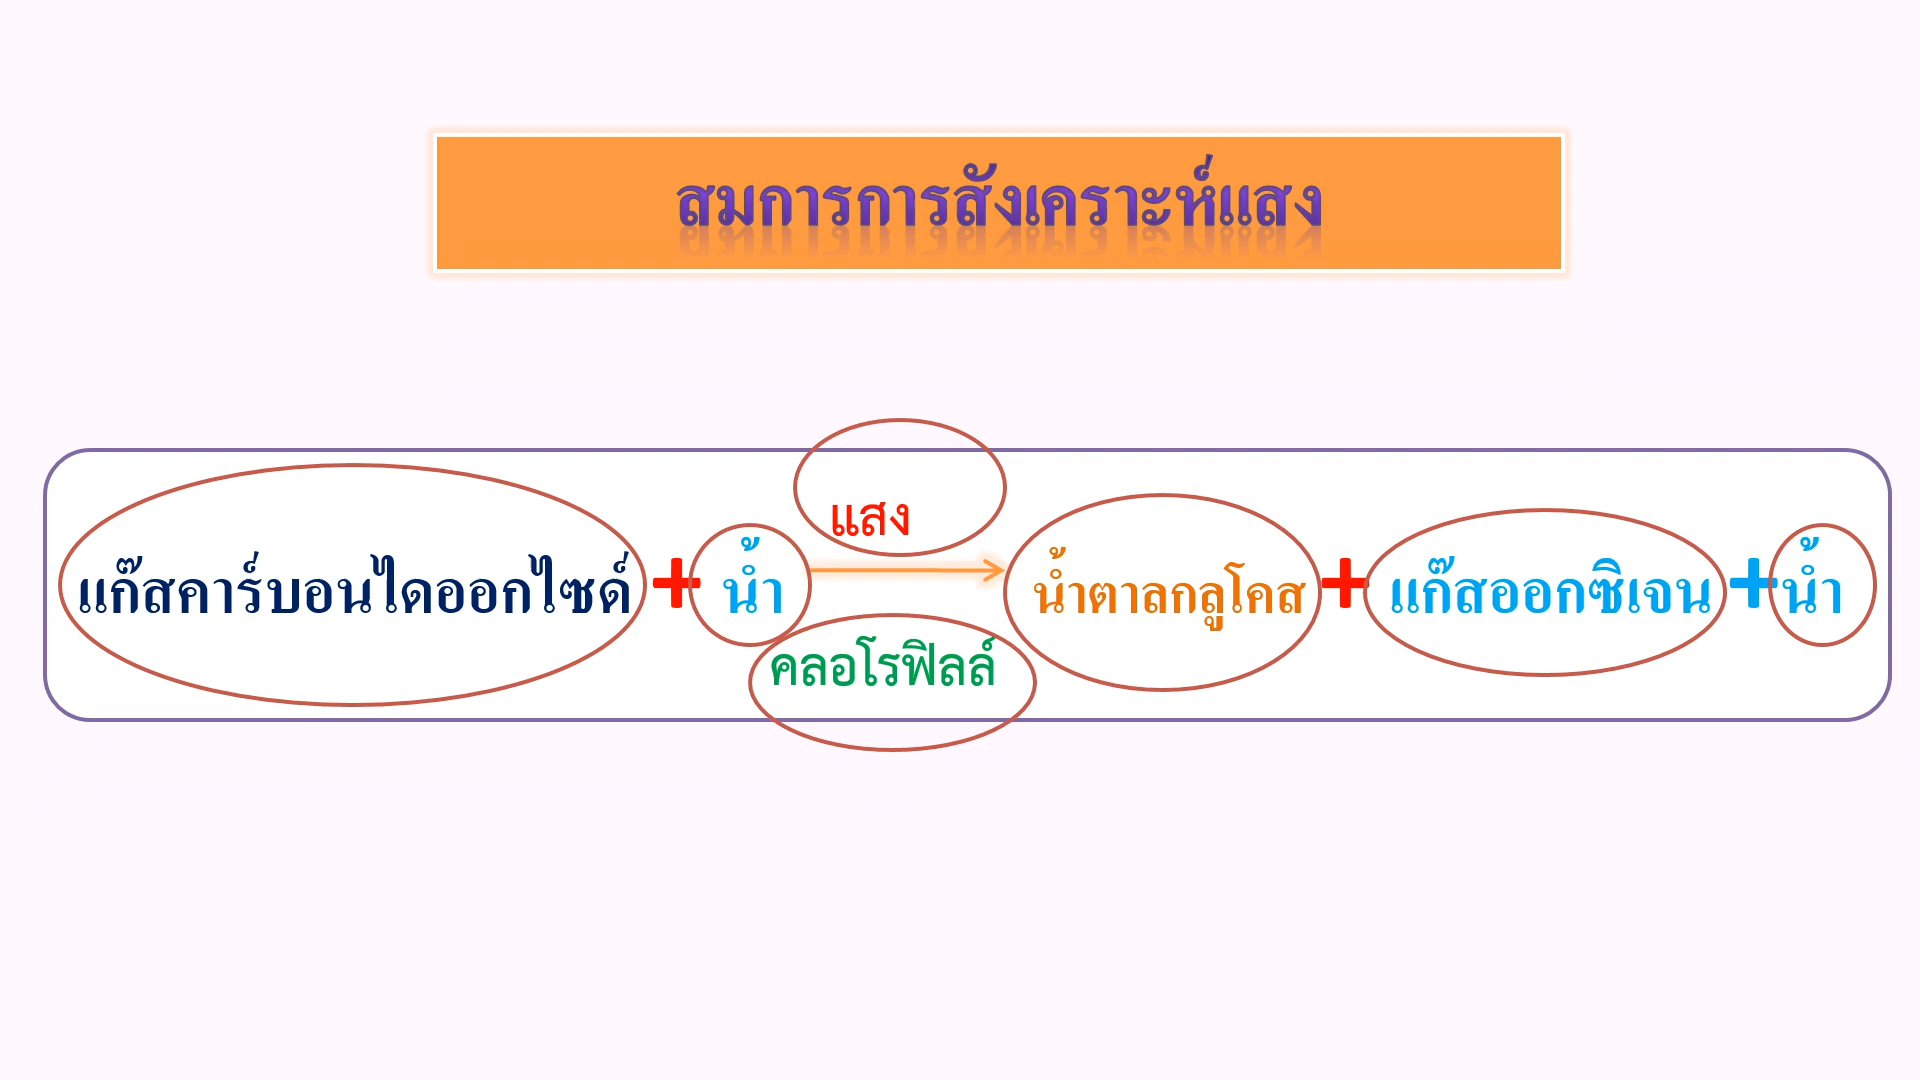 สมการการสังเคราะห์แสง
แสง
แก๊สคาร์บอนไดออกไซด์ + น้ำ น้ำตาลกลูโคส + แก๊สออกซิเจน + น้ำ
คลอโรฟิลล์